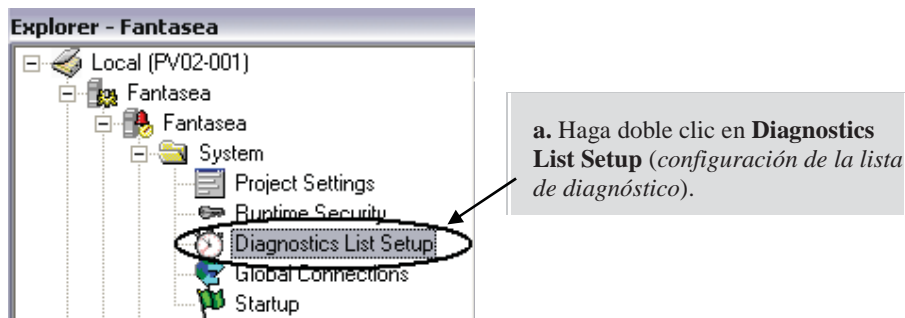 Explorer - Fantasea
Local (PV02-001)
Fantasea
Fantasea
System
Project Settings
Runtime Security
Diagnostics List Setup
Global Connections
Startup
a. Haga doble clic en Diagnostics
List Setup (configuración de la lista
de diagnóstico).